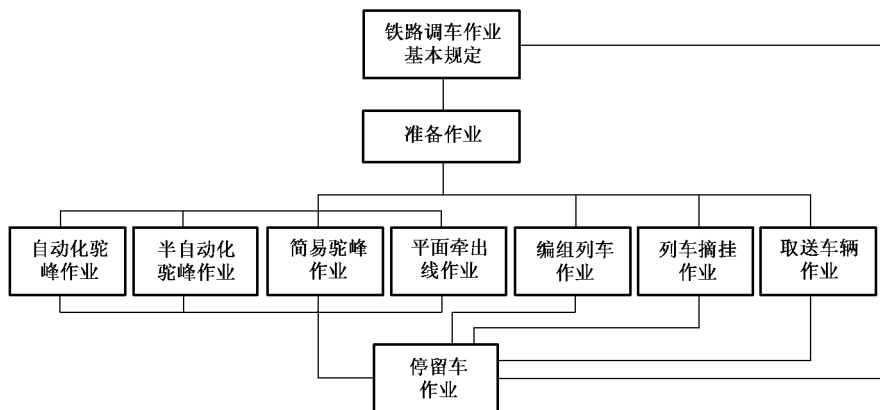 铁路调车作业
基本规定
准备作业
自动化驼
峰作业
半自动化
驼峰作业
简易驼峰
作业
平面牵出
线作业
编组列车
作业
列车摘挂
作业
取送车辆
作业
停留车
作业